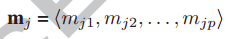 m_j = ⟨m_{j1}, m_{j2}, . . . , m_{jp}⟩